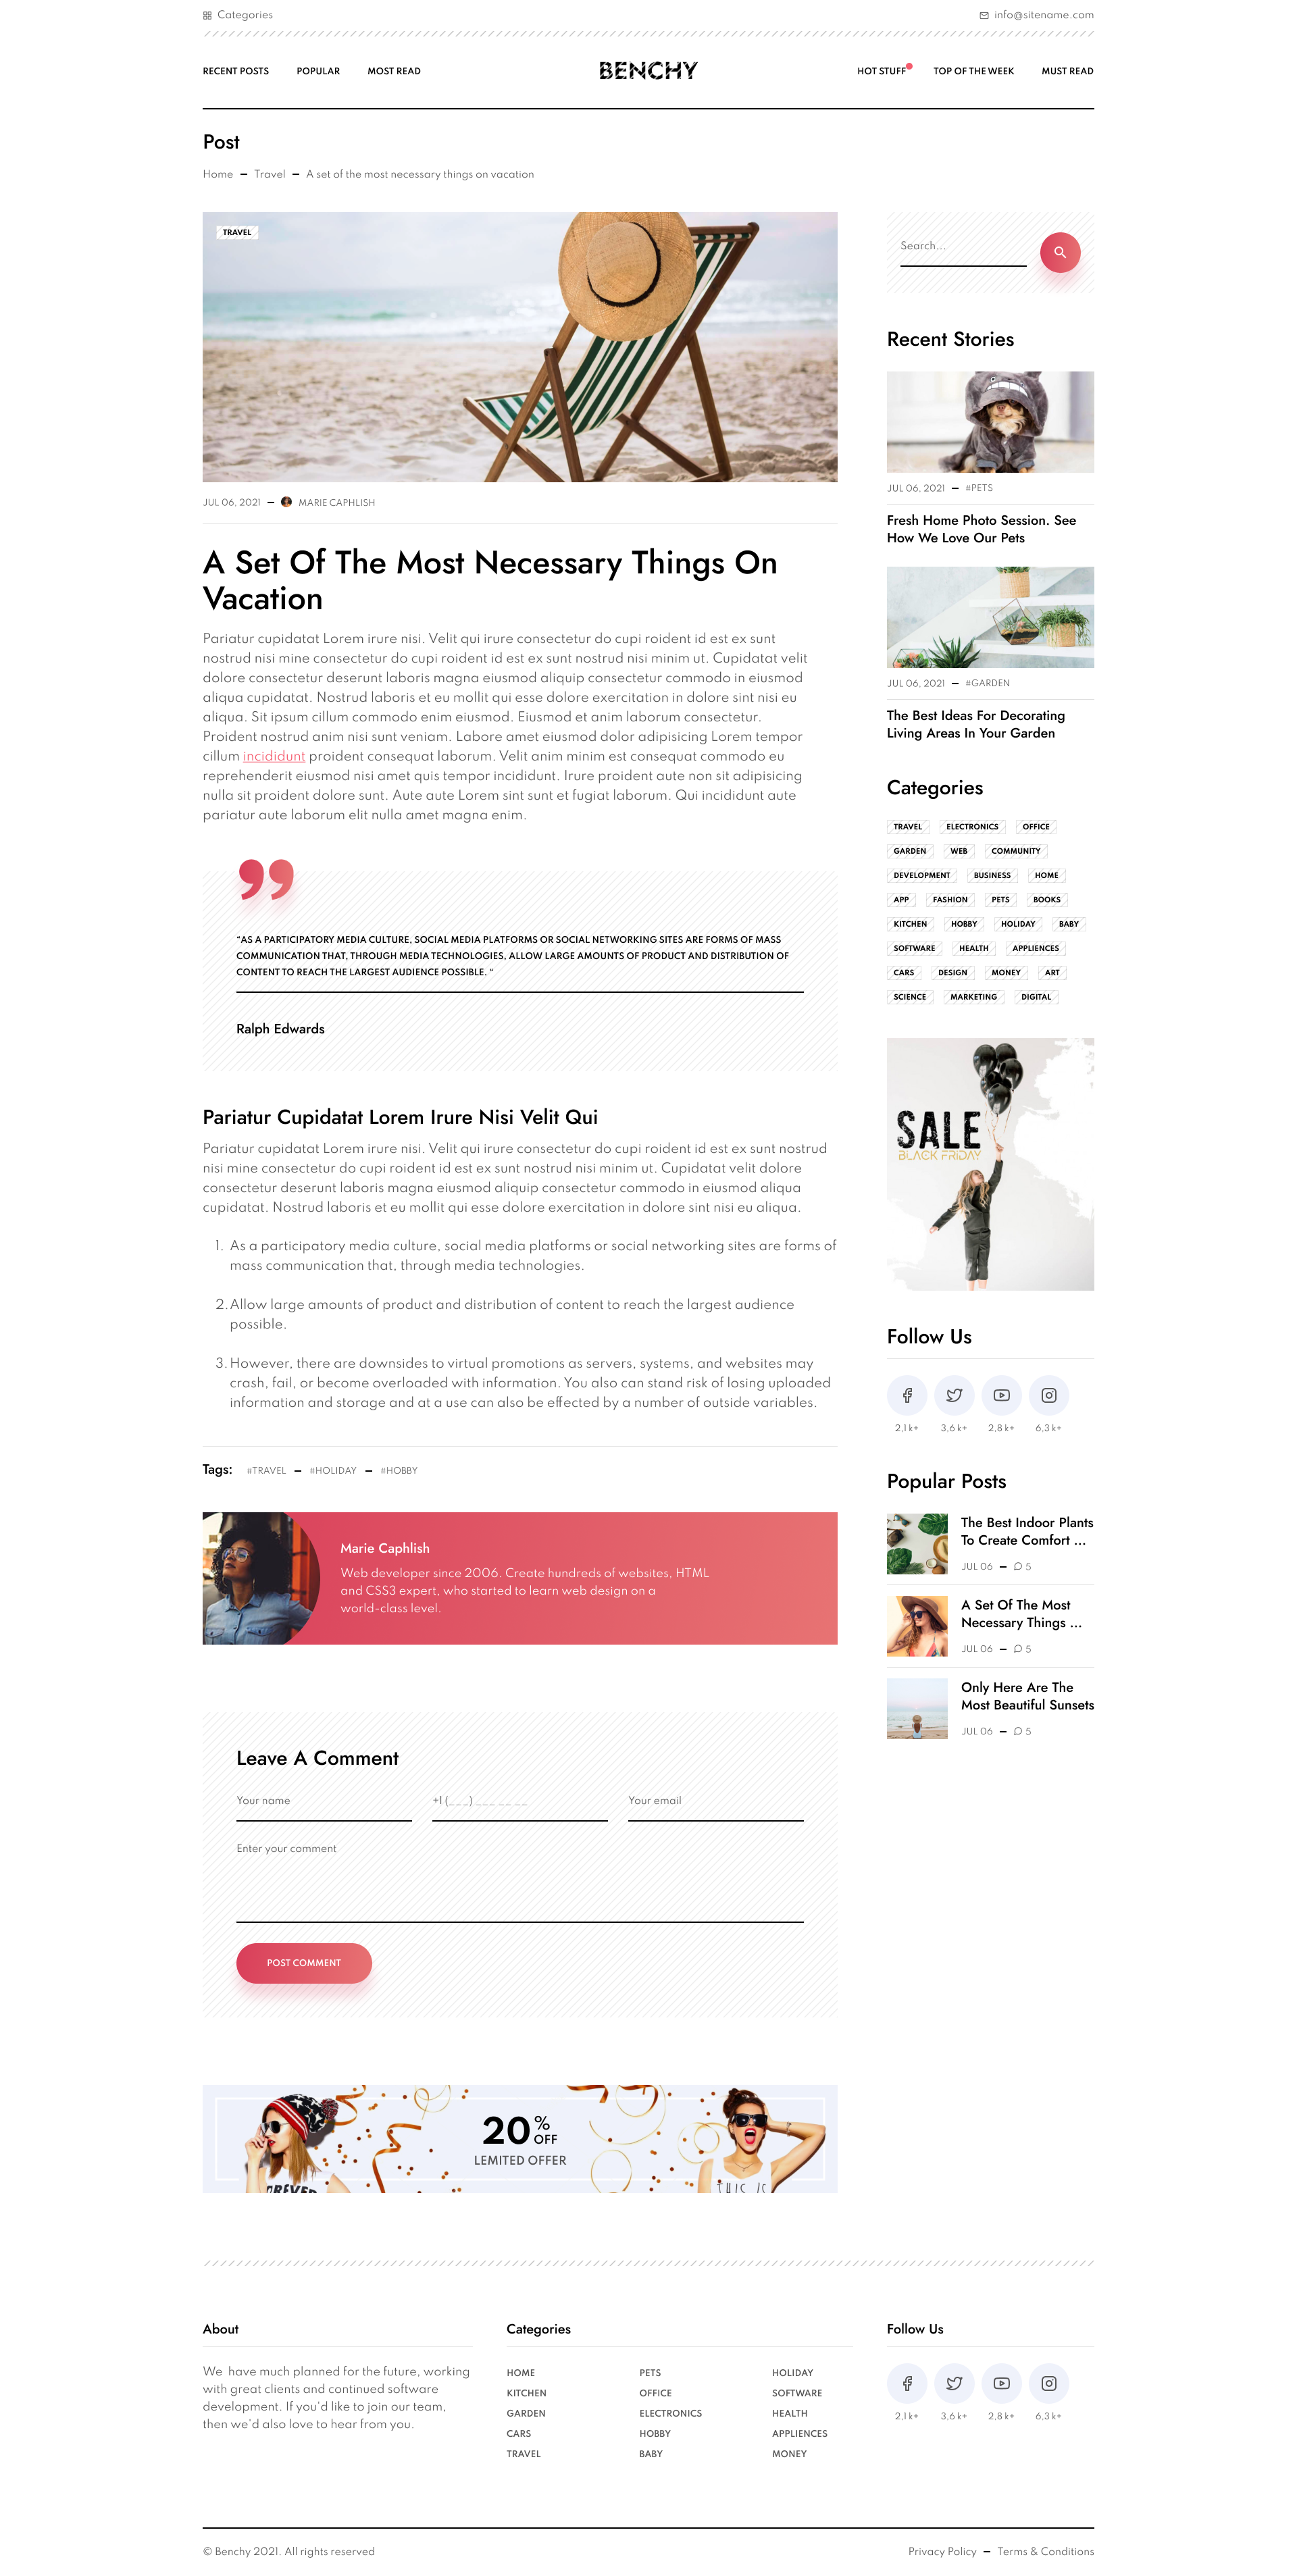 Categories
info@sitename.com
RECENT POSTS
POPULAR
MOST READ
BENCHY
HOT STUFF
TOP OF THE WEEK
MUST READ
Post
Home — Travel — A set of the most necessary things on vacation
TRAVEL
JUL 06, 2021 — MARIE CAPHLISH
A Set Of The Most Necessary Things On
Vacation
Pariatur cupidatat Lorem irure nisi. Velit qui irure consectetur do cupi roident id est ex sunt
nostrud nisi mine consectetur do cupi roident id est ex sunt nostrud nisi minim ut. Cupidatat velit
dolore consectetur deserunt laboris magna eiusmod aliquip consectetur commodo in eiusmod
aliqua cupidatat. Nostrud laboris et eu mollit qui esse dolore exercitation in dolore sint nisi eu
aliqua. Sit ipsum cillum commodo enim eiusmod. Eiusmod et anim laborum consectetur.
Proident nostrud anim nisi sunt veniam. Labore amet eiusmod dolor adipisicing Lorem tempor
cillum incididunt proident consequat laborum. Velit anim minim est consequat commodo eu
reprehenderit eiusmod nisi amet quis tempor incididunt. Irure proident aute non sit adipisicing
nulla sit proident dolore sunt. Aute aute Lorem sint sunt et fugiat laborum. Qui incididunt aute
pariatur aute laborum elit nulla amet magna enim.
”
"AS A PARTICIPATORY MEDIA CULTURE, SOCIAL MEDIA PLATFORMS OR SOCIAL NETWORKING SITES ARE FORMS OF MASS
COMMUNICATION THAT, THROUGH MEDIA TECHNOLOGIES, ALLOW LARGE AMOUNTS OF PRODUCT AND DISTRIBUTION OF
CONTENT TO REACH THE LARGEST AUDIENCE POSSIBLE. "
Ralph Edwards
Pariatur Cupidatat Lorem Irure Nisi Velit Qui
Pariatur cupidatat Lorem irure nisi. Velit qui irure consectetur do cupi roident id est ex sunt nostrud
nisi mine consectetur do cupi roident id est ex sunt nostrud nisi minim ut. Cupidatat velit dolore
consectetur deserunt laboris magna eiusmod aliquip consectetur commodo in eiusmod aliqua
cupidatat. Nostrud laboris et eu mollit qui esse dolore exercitation in dolore sint nisi eu aliqua.
1. As a participatory media culture, social media platforms or social networking sites are forms of
mass communication that, through media technologies.
2. Allow large amounts of product and distribution of content to reach the largest audience
possible.
3. However, there are downsides to virtual promotions as servers, systems, and websites may
crash, fail, or become overloaded with information. You also can stand risk of losing uploaded
information and storage and at a use can also be effected by a number of outside variables.
Tags: #TRAVEL — #HOLIDAY — #HOBBY
Marie Caphlish
Web developer since 2006. Create hundreds of websites, HTML
and CSS3 expert, who started to learn web design on a
world-class level.
Leave A Comment
Your name
+1 (___) ___ __ __
Your email
Enter your comment
POST COMMENT
20 %
OFF
LEMITED OFFER
OREVER
THIS IS
Search...
Recent Stories
JUL 06, 2021 — #PETS
Fresh Home Photo Session. See
How We Love Our Pets
JUL 06, 2021 — #GARDEN
The Best Ideas For Decorating
Living Areas In Your Garden
Categories
TRAVEL ELECTRONICS OFFICE
GARDEN WEB COMMUNITY
DEVELOPMENT BUSINESS HOME
APP FASHION PETS BOOKS
KITCHEN HOBBY HOLIDAY BABY
SOFTWARE HEALTH APPLIENCES
CARS DESIGN MONEY ART
SCIENCE MARKETING DIGITAL
SALE
BLACK FRIDAY
Follow Us
2,1 k+ 3,6 k+ 2,8 k+ 6,3 k+
Popular Posts
The Best Indoor Plants
To Create Comfort ...
JUL 06 — 5
A Set Of The Most
Necessary Things ...
JUL 06 — 5
Only Here Are The
Most Beautiful Sunsets
JUL 06 — 5
About
We have much planned for the future, working
with great clients and continued software
development. If you'd like to join our team,
then we'd also love to hear from you.
Categories
HOME
KITCHEN
GARDEN
CARS
TRAVEL
PETS
OFFICE
ELECTRONICS
HOBBY
BABY
HOLIDAY
SOFTWARE
HEALTH
APPLIENCES
MONEY
Follow Us
2,1 k+ 3,6 k+ 2,8 k+ 6,3 k+
© Benchy 2021. All rights reserved
Privacy Policy — Terms & Conditions